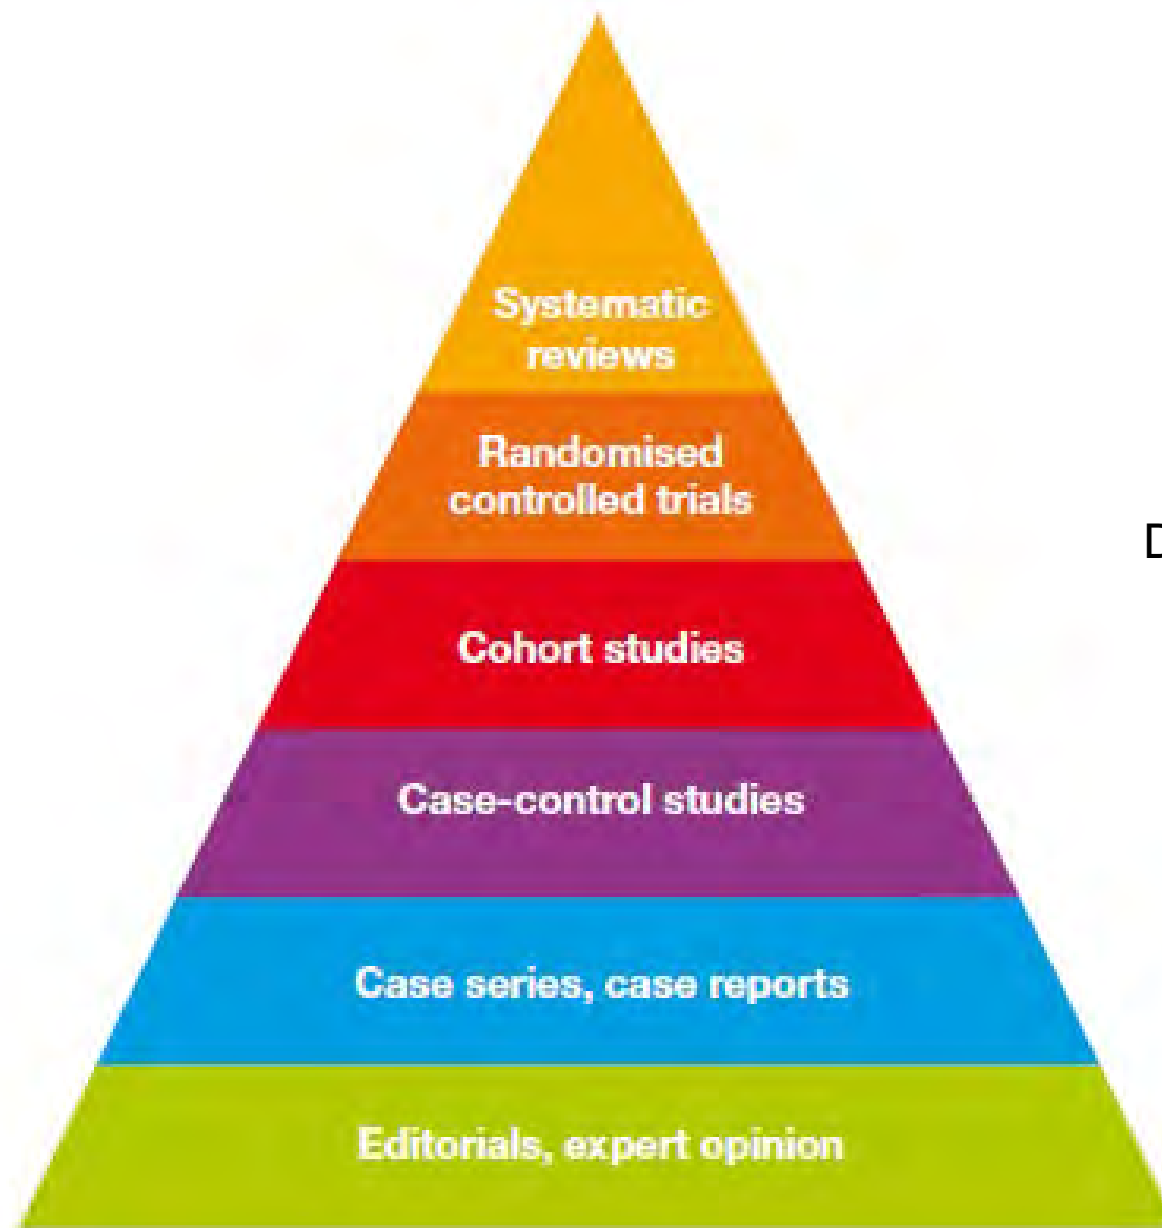 Systematic
reviews
Randomised
controlled trials
D
Cohort studies
Case-control studies
Case series, case reports
Editorials, expert opinion